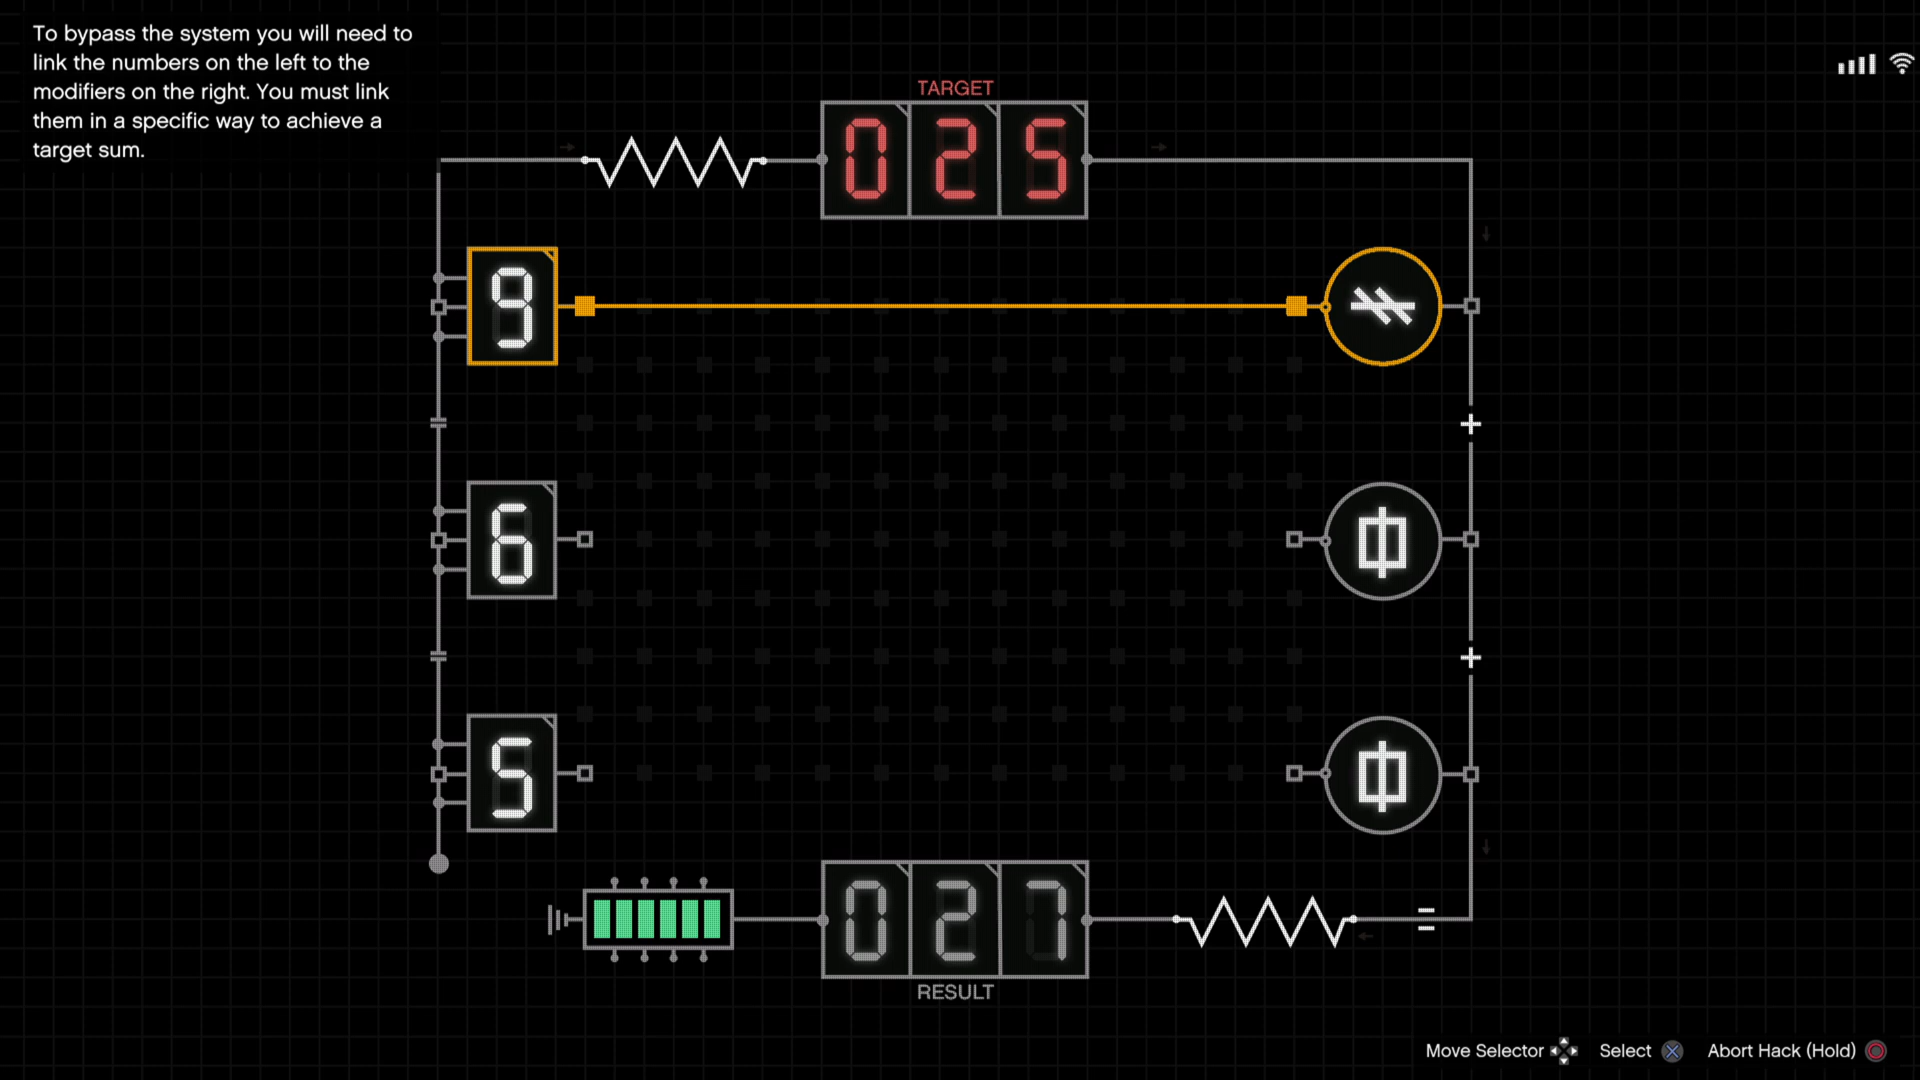 To bypass the system you will need to
link the numbers on the left to the
modifiers on the right. You must link
them in a specific way to achieve a
target sum.
TARGET
025
9
6
5
+
+
=
027
RESULT
Move Selector Select Abort Hack (Hold)